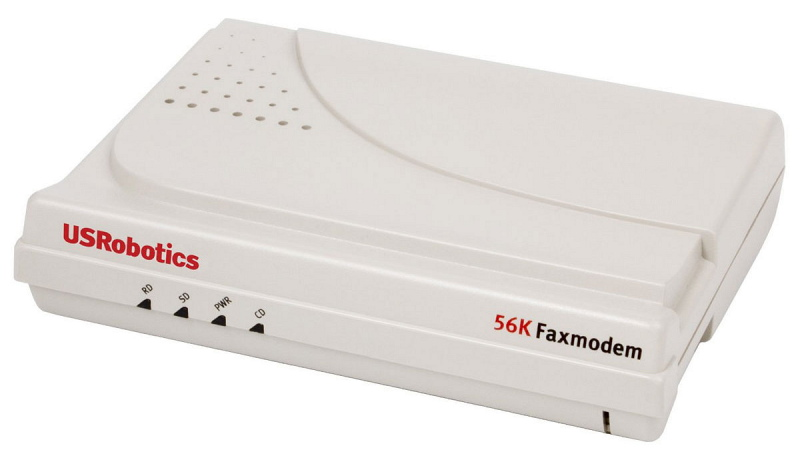 USRobotics
RD SD PWR CD
56K Faxmodem